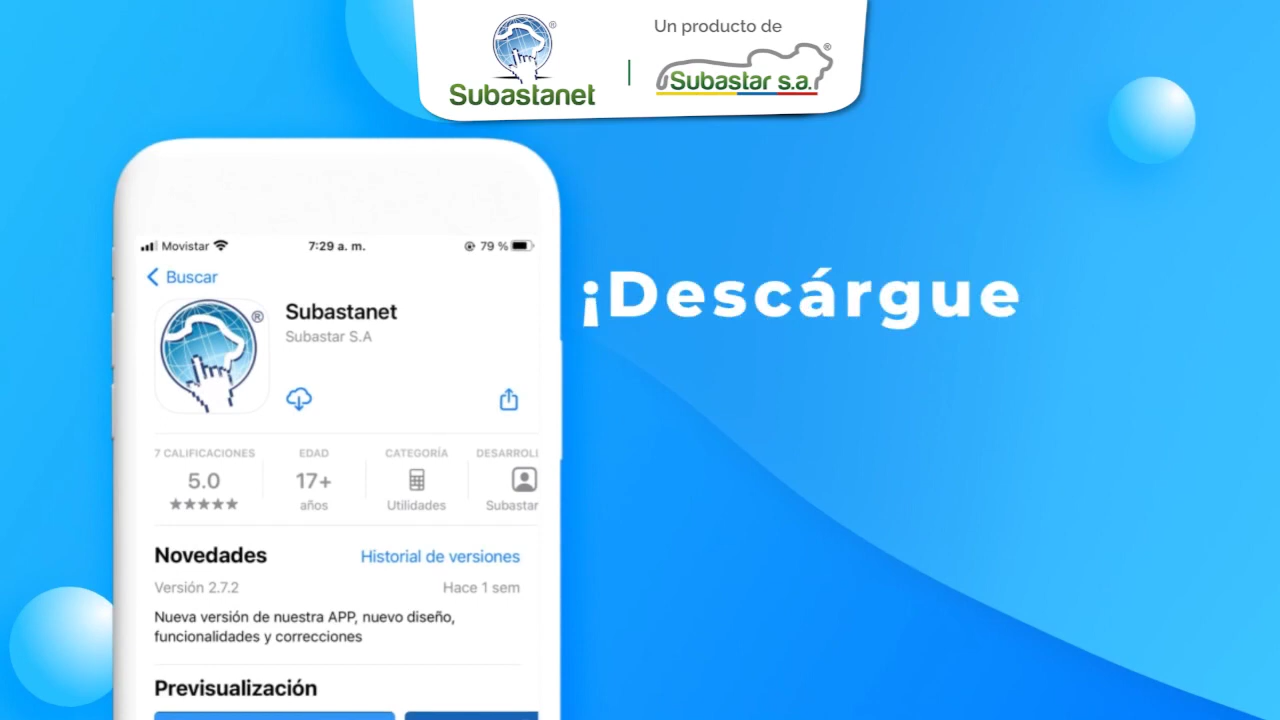 Subastanet
®
Un producto de
Subastar s.a.
®
Movistar
7:29 a. m.
79 %
Buscar
®
Subastanet
Subastar S.A
¡Descárgue
7 CALIFICACIONES
EDAD
CATEGORÍA
DESARROLL
5.0
17+
años
Utilidades
Subastar
Novedades
Historial de versiones
Versión 2.7.2
Hace 1 sem
Nueva versión de nuestra APP, nuevo diseño,
funcionalidades y correcciones
Previsualización